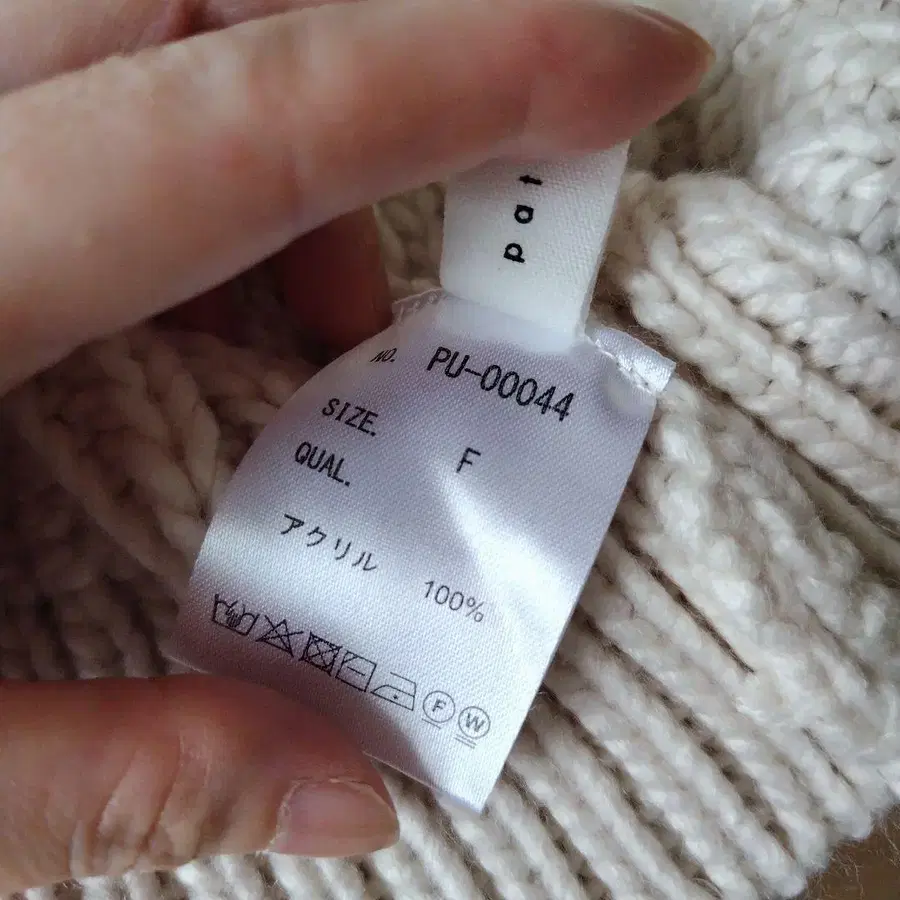 pat
NO. PU-00044
SIZE. F
QUAL.
アクリル 100%
F W